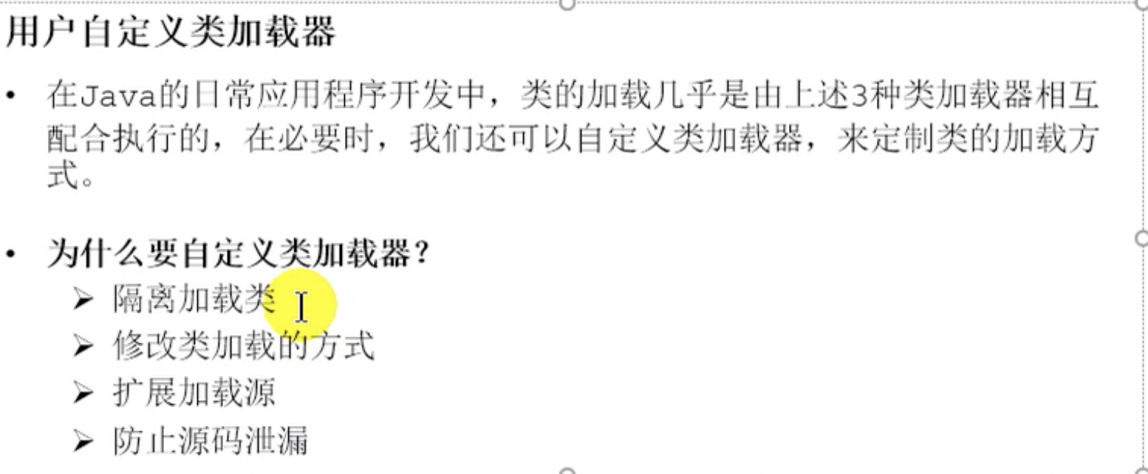 用户自定义类加载器
• 在Java的日常应用程序开发中，类的加载几乎是由上述3种类加载器相互
配合执行的，在必要时，我们还可以自定义类加载器，来定制类的加载方
式。
• 为什么要自定义类加载器？
➢ 隔离加载类
➢ 修改类加载的方式
➢ 扩展加载源
➢ 防止源码泄漏